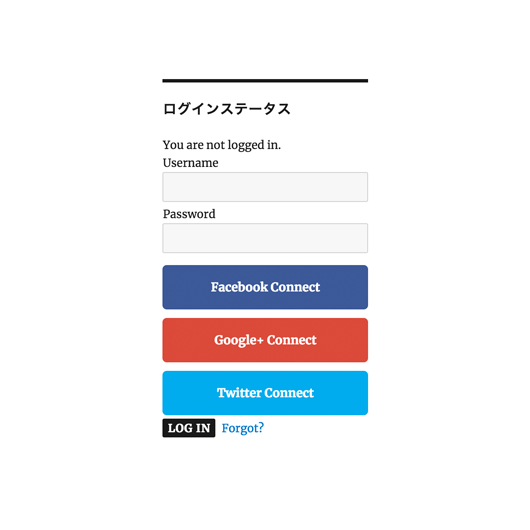 ログインステータス
You are not logged in.
Username
Password
Facebook Connect
Google+ Connect
Twitter Connect
LOG IN Forgot?